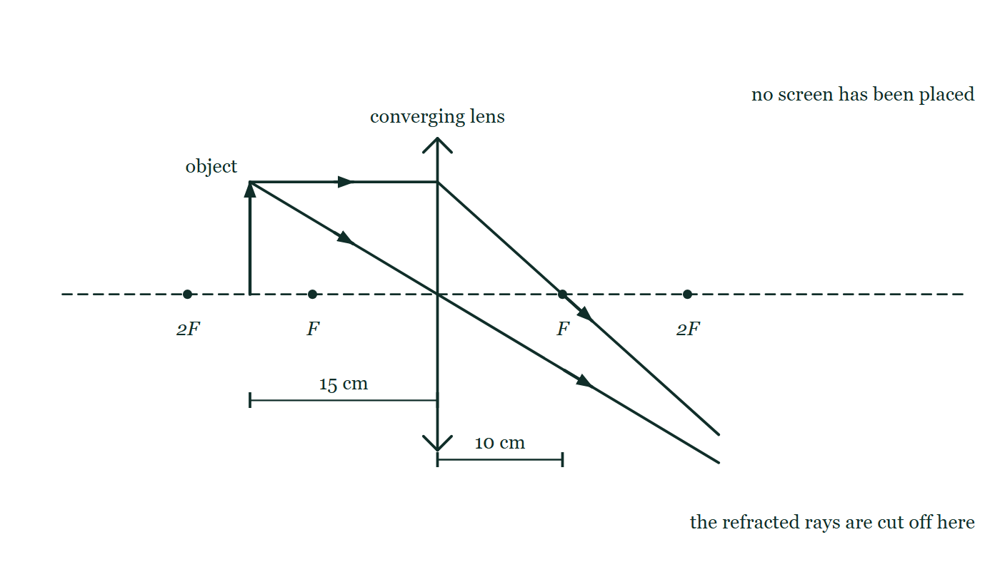 no screen has been placed
converging lens
object
2F
F
F
2F
15 cm
10 cm
the refracted rays are cut off here